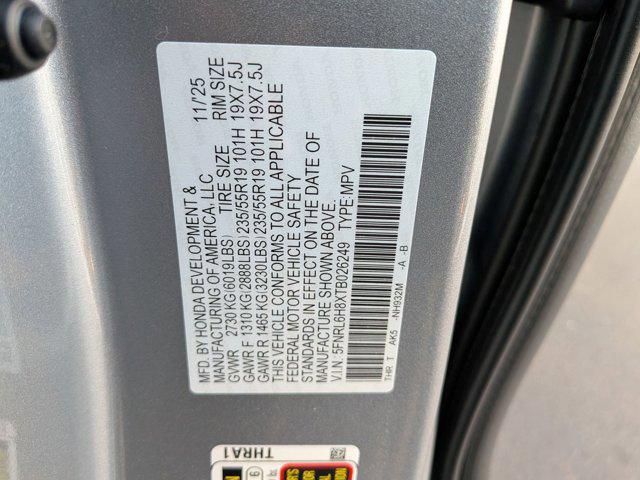 MFD. BY HONDA DEVELOPMENT &
MANUFACTURING OF AMERICA, LLC 11/25
GVWR 2730 KG(6019LBS) TIRE SIZE RIM SIZE
GAWR F 1310 KG(2888LBS) 235/55R19 101H 19X7.5J
GAWR R 1465 KG(3230LBS) 235/55R19 101H 19X7.5J
THIS VEHICLE CONFORMS TO ALL APPLICABLE
FEDERAL MOTOR VEHICLE SAFETY
STANDARDS IN EFFECT ON THE DATE OF
MANUFACTURE SHOWN ABOVE.
V.I.N. 5FNRL6H8XTB026249 TYPE:MPV
THR. T AK5 -NH932M -A -B
THRA1